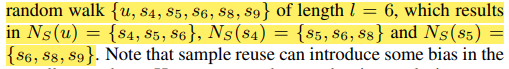 random walk {u, s4, s5, s6, s8, s9} of length l = 6, which results
in NS(u) = {s4, s5, s6}, NS(s4) = {s5, s6, s8} and NS(s5) =
{s6, s8, s9}. Note that sample reuse can introduce some bias in the